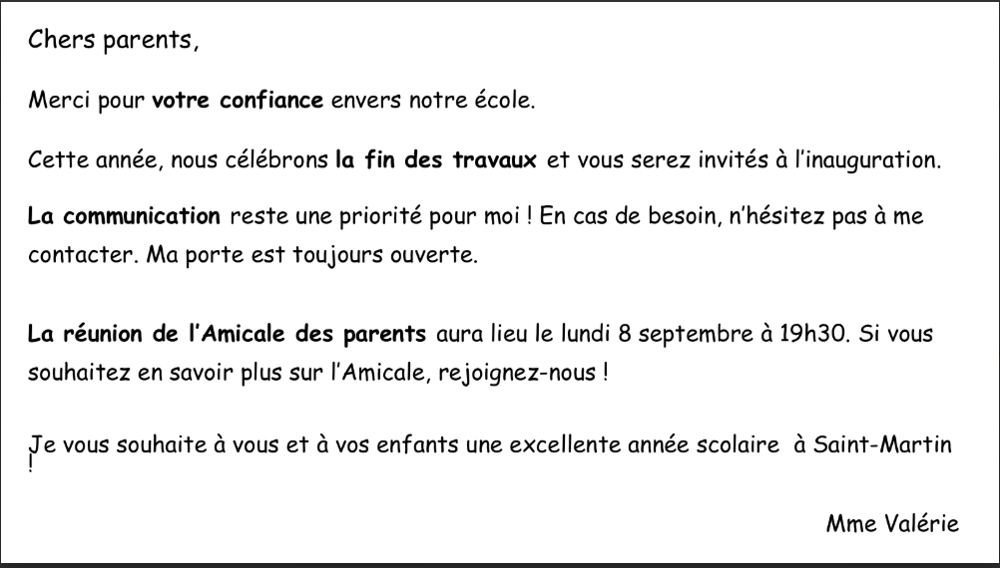 Chers parents,
Merci pour votre confiance envers notre école.
Cette année, nous célébrons la fin des travaux et vous serez invités à l'inauguration.
La communication reste une priorité pour moi ! En cas de besoin, n'hésitez pas à me
contacter. Ma porte est toujours ouverte.
La réunion de l'Amicale des parents aura lieu le lundi 8 septembre à 19h30. Si vous
souhaitez en savoir plus sur l'Amicale, rejoignez-nous !
Je vous souhaite à vous et à vos enfants une excellente année scolaire  à Saint-Martin
!
Mme Valérie